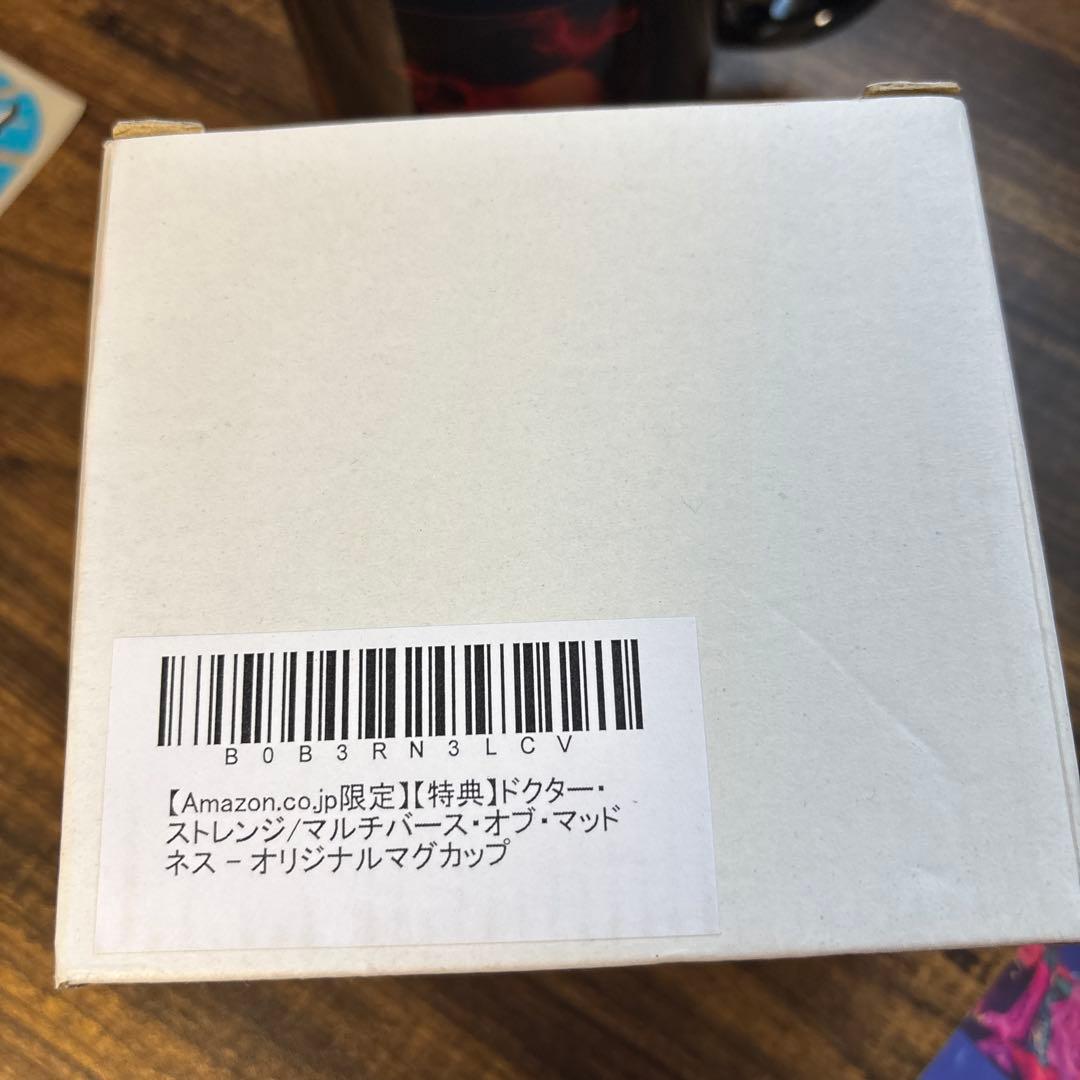 B0B3RN3LCV
【Amazon.co.jp限定】【特典】ドクター・
ストレンジ/マルチバース・オブ・マッド
ネス - オリジナルマグカップ